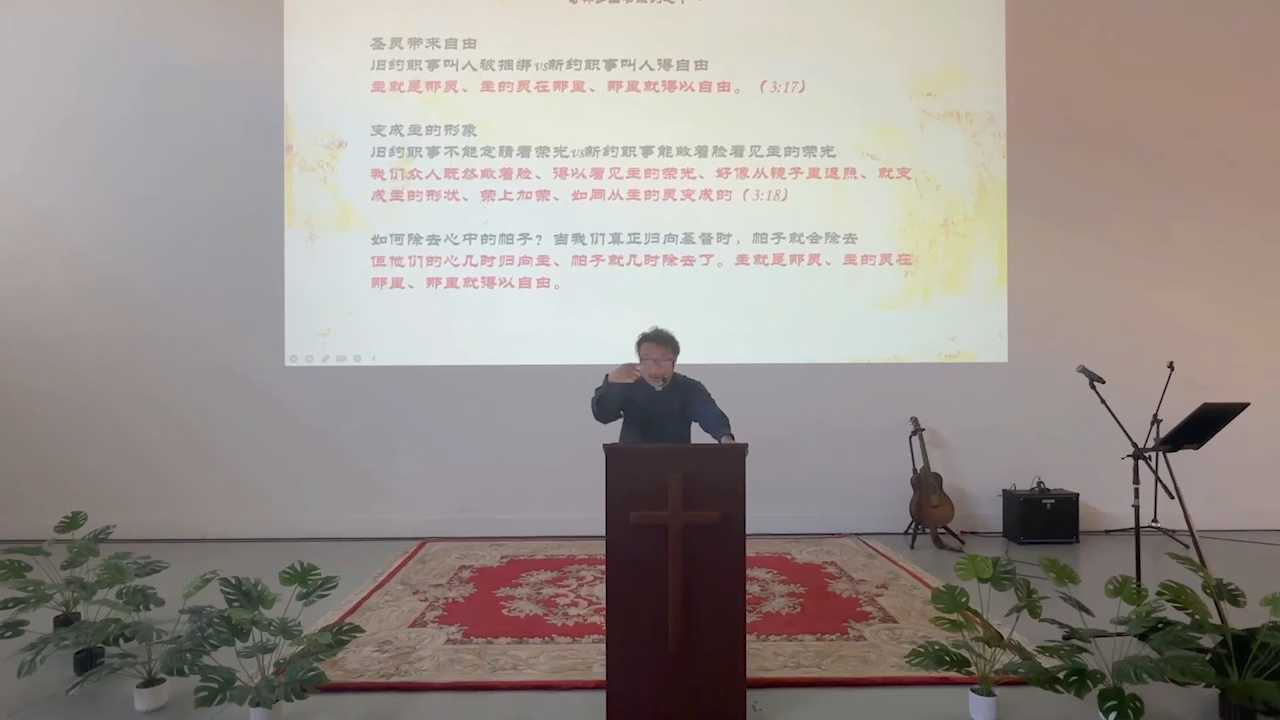 圣灵带来自由
旧约职事叫人被捆绑vs新约职事叫人得自由
主就是那灵、主的灵在那里、那里就得以自由。（3:17）
变成主的形象
旧约职事不能定睛看荣光vs新约职事能敞着脸看见主的荣光
我们众人既然敞着脸、得以看见主的荣光、好像从镜子里返照、就变
成主的形状、荣上加荣、如同从主的灵变成的（3:18）
如何除去心中的帕子？当我们真正归向基督时，帕子就会除去
但他们的心几时归向主、帕子就几时除去了。主就是那灵、主的灵在
那里、那里就得以自由。